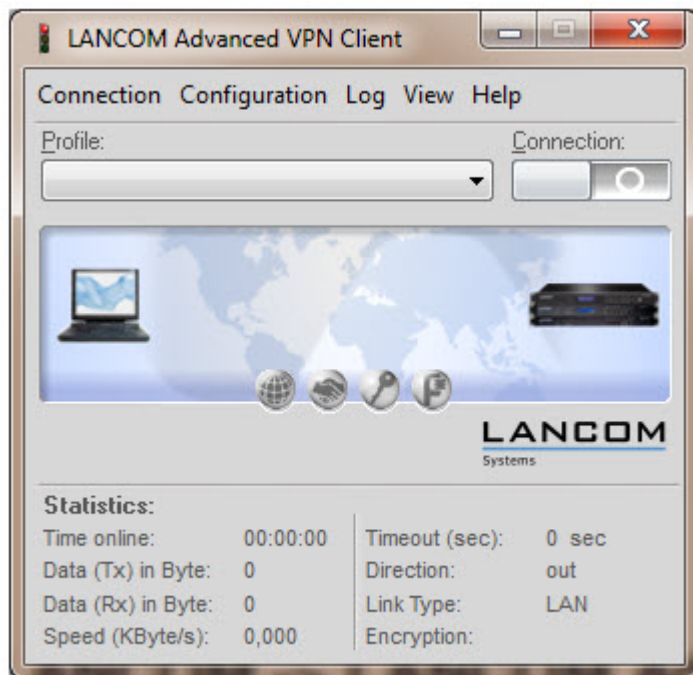 LANCOM Advanced VPN Client
Connection Configuration Log View Help
Profile: Connection:
LANCOM
Systems
Statistics:
Time online: 00:00:00 Timeout (sec): 0 sec
Data (Tx) in Byte: 0 Direction: out
Data (Rx) in Byte: 0 Link Type: LAN
Speed (KByte/s): 0,000 Encryption: